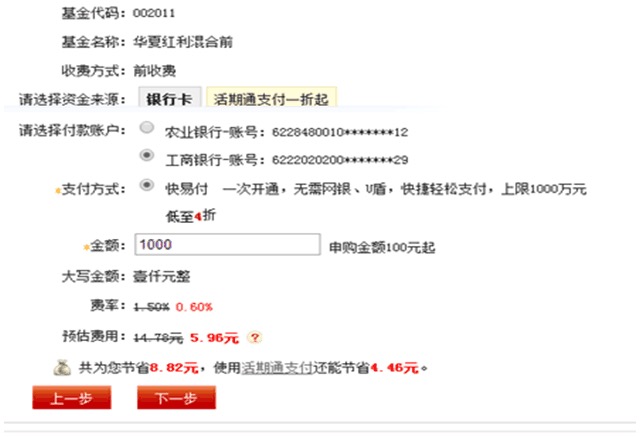 基金代码：002011
基金名称：华夏红利混合前
收费方式：前收费
请选择资金来源： 银行卡 活期通支付一折起
请选择付款账户： 农业银行-账号：6228480010*******12
工商银行-账号：6222020200*******29
*支付方式： 快易付 一次开通，无需网银、U盾，快捷轻松支付，上限1000万元
低至4折
*金额： 1000 申购金额100元起
大写金额：壹仟元整
费率：1.50% 0.60%
预估费用：14.78元 5.96元 ?
共为您节省8.82元，使用活期通支付还能节省4.46元。
上一步 下一步